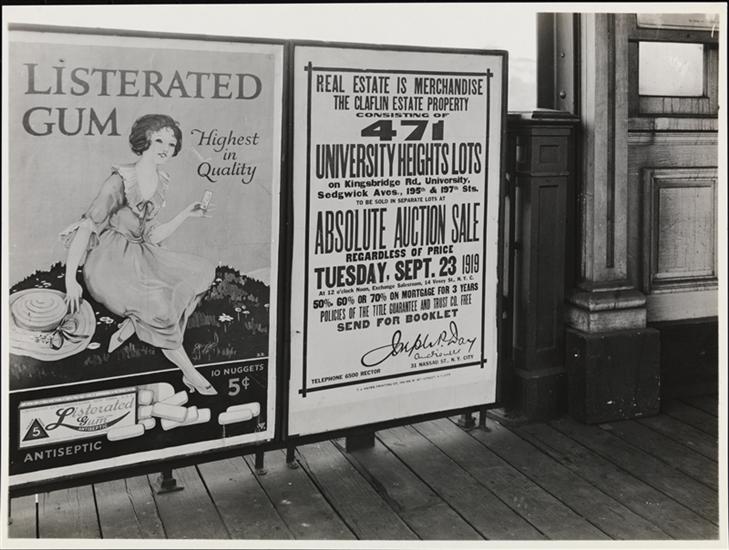 LISTERATED
GUM
Highest
in
Quality
10 NUGGETS
5¢
Listerated
Gum
ANTISEPTIC
5
ANTISEPTIC
REAL ESTATE IS MERCHANDISE
THE CLAFLIN ESTATE PROPERTY
CONSISTING OF
471
UNIVERSITY HEIGHTS LOTS
on Kingsbridge Rd., University,
Sedgwick Aves., 195th & 197th Sts.
TO BE SOLD IN SEPARATE LOTS AT
ABSOLUTE AUCTION SALE
REGARDLESS OF PRICE
TUESDAY, SEPT. 23 1919
At 12 o'clock Noon, Exchange Salesroom, 14 Vesey St., N. Y. C.
50%, 60% OR 70% ON MORTGAGE FOR 3 YEARS
POLICIES OF THE TITLE GUARANTEE AND TRUST CO. FREE
SEND FOR BOOKLET
Joseph P. Day
Auctioneer
TELEPHONE 6500 RECTOR
31 NASSAU ST., N. Y. CITY